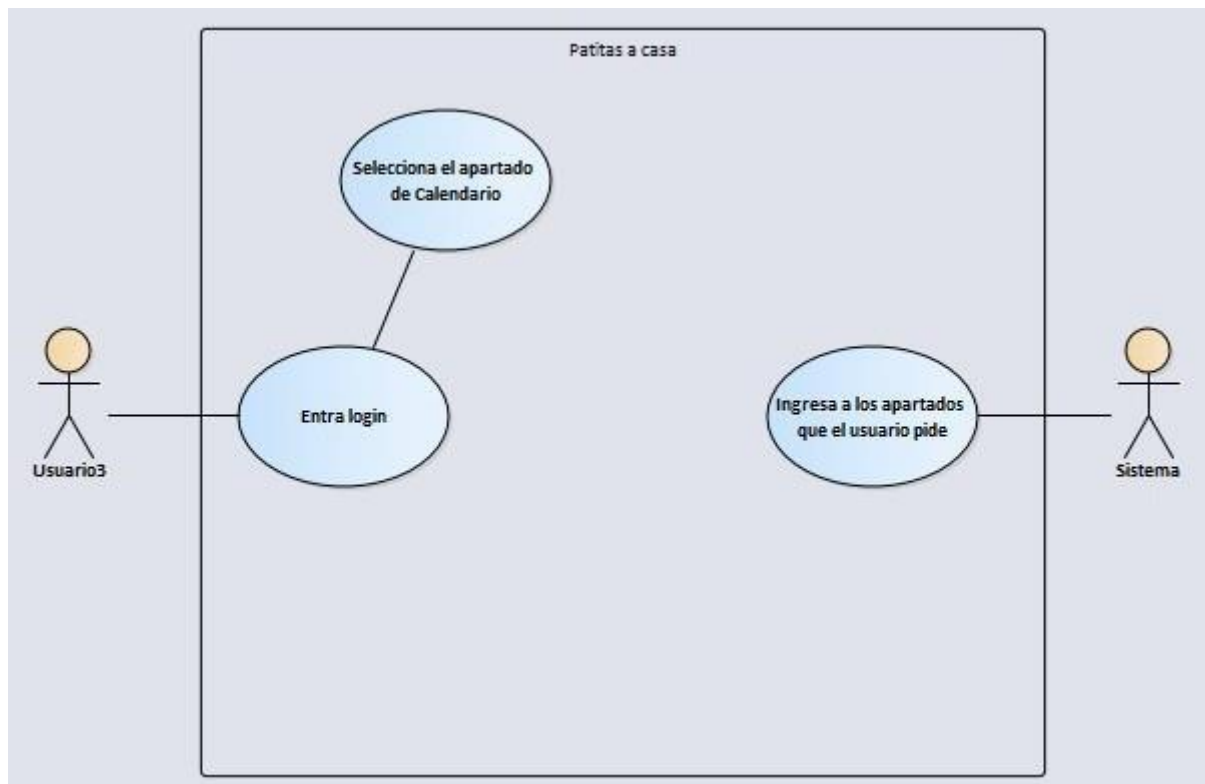 Patitas a casa
Selecciona el apartado
de Calendario
Entra login
Ingresa a los apartados
que el usuario pide
Usuario3
Sistema